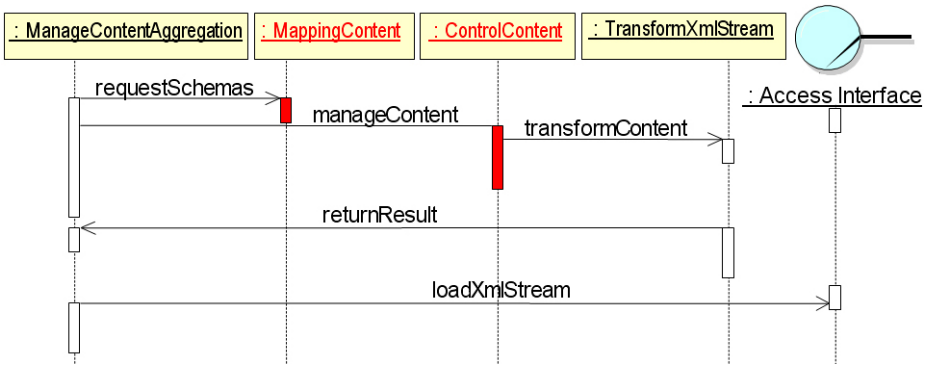 : ManageContentAggregation
: MappingContent
: ControlContent
: TransformXmlStream
: Access Interface
requestSchemas
manageContent
transformContent
returnResult
loadXmlStream